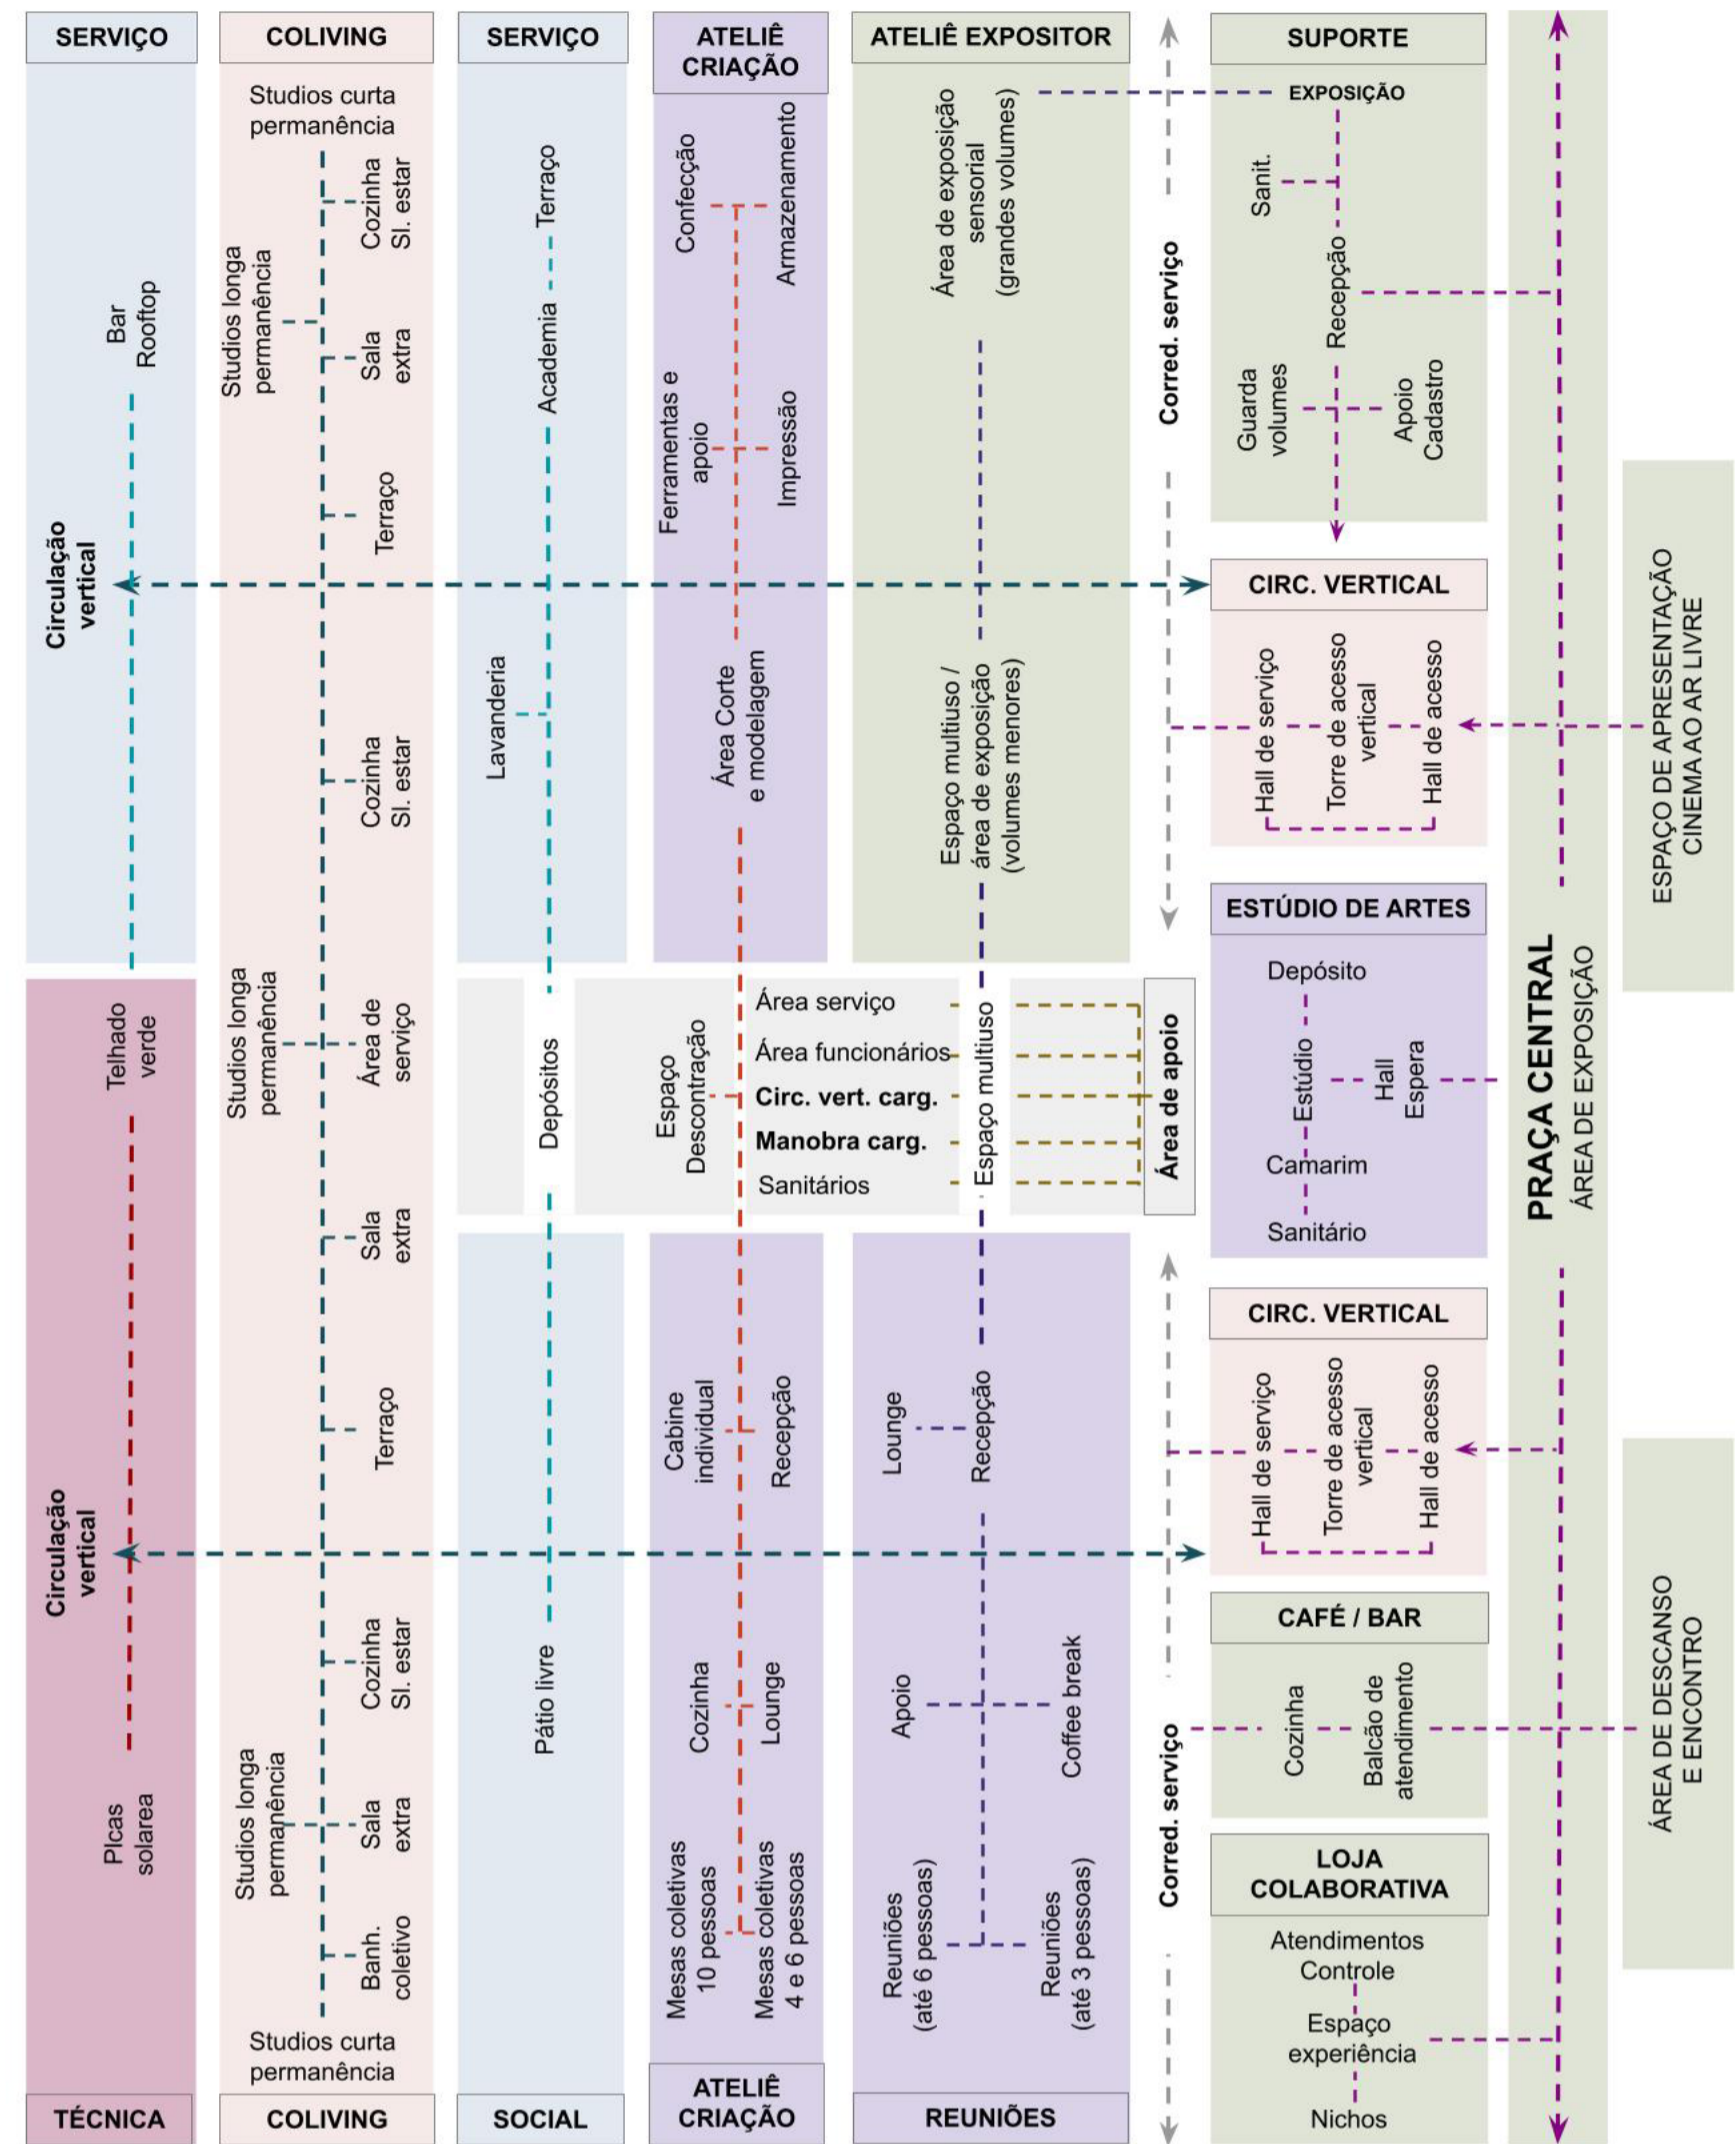 SERVIÇO
Bar
Rooftop
Circulação
vertical
Telhado
verde
Circulação
vertical
Plcas
solarea
TÉCNICA
COLIVING
Studios curta
permanência
Cozinha
Sl. estar
Studios longa
permanência
Sala
extra
Terraço
Cozinha
Sl. estar
Studios longa
permanência
Área de
serviço
Sala
extra
Terraço
Cozinha
Sl. estar
Studios longa
permanência
Sala
extra
Banh.
coletivo
Studios curta
permanência
COLIVING
SERVIÇO
Terraço
Academia
Lavanderia
Depósitos
Pátio livre
SOCIAL
ATELIÊ
CRIAÇÃO
Confecção
Armazenamento
Ferramentas e
apoio
Impressão
Área Corte
e modelagem
Espaço
Descontração
Cabine
individual
Recepção
Cozinha
Lounge
Mesas coletivas
10 pessoas
Mesas coletivas
4 e 6 pessoas
ATELIÊ
CRIAÇÃO
ATELIÊ EXPOSITOR
Área de exposição
sensorial
(grandes volumes)
Espaço multiuso /
área de exposição
(volumes menores)
Área serviço
Área funcionários
Circ. vert. carg.
Manobra carg.
Sanitários
Espaço multiuso
Área de apoio
Lounge
Recepção
Apoio
Coffee break
Reuniões
(até 6 pessoas)
Reuniões
(até 3 pessoas)
REUNIÕES
Corred. serviço
Corred. serviço
SUPORTE
EXPOSIÇÃO
Sanit.
Recepção
Guarda
volumes
Apoio
Cadastro
CIRC. VERTICAL
Hall de serviço
Torre de acesso
vertical
Hall de acesso
ESTÚDIO DE ARTES
Depósito
Estúdio
Hall
Espera
Camarim
Sanitário
CIRC. VERTICAL
Hall de serviço
Torre de acesso
vertical
Hall de acesso
CAFÉ / BAR
Cozinha
Balcão de
atendimento
LOJA
COLABORATIVA
Atendimentos
Controle
Espaço
experiência
Nichos
PRAÇA CENTRAL
ÁREA DE EXPOSIÇÃO
ESPAÇO DE APRESENTAÇÃO
CINEMA AO AR LIVRE
ÁREA DE DESCANSO
E ENCONTRO